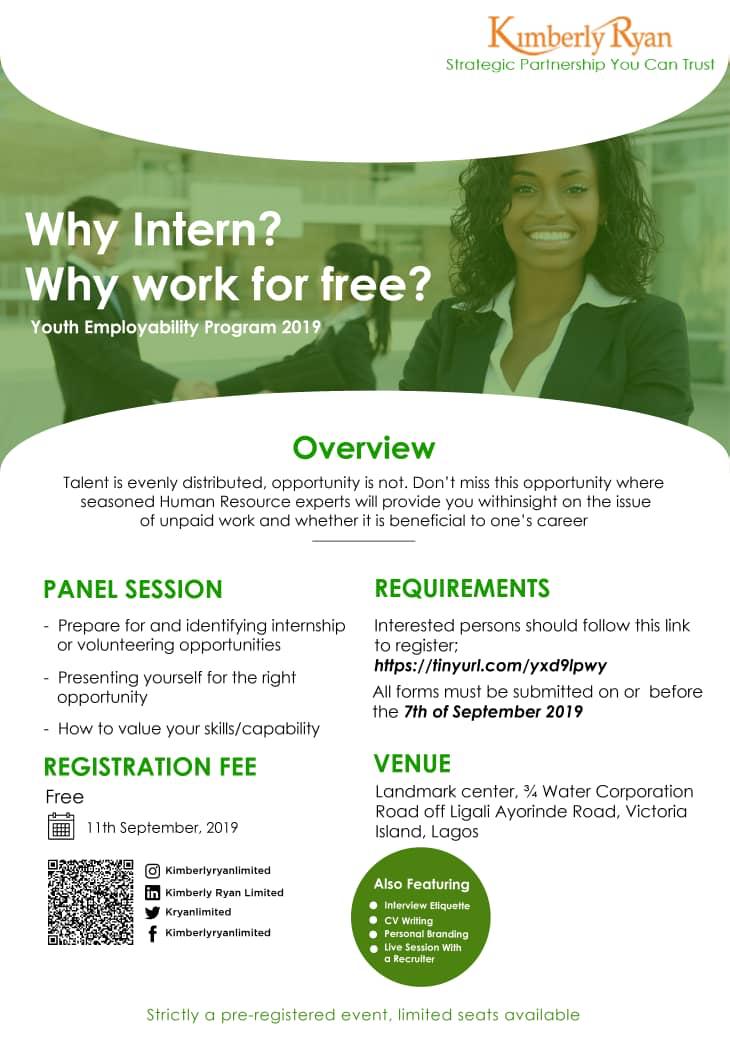 Kimberly Ryan
Strategic Partnership You Can Trust
Why Intern?
Why work for free?
Youth Employability Program 2019
Overview
Talent is evenly distributed, opportunity is not. Don't miss this opportunity where
seasoned Human Resource experts will provide you withinsight on the issue
of unpaid work and whether it is beneficial to one's career
PANEL SESSION
- Prepare for and identifying internship
or volunteering opportunities
- Presenting yourself for the right
opportunity
- How to value your skills/capability
REGISTRATION FEE
Free
11th September, 2019
Kimberlyryanlimited
Kimberly Ryan Limited
Kryanlimited
Kimberlyryanlimited
REQUIREMENTS
Interested persons should follow this link
to register;
https://tinyurl.com/yxd9lpwy
All forms must be submitted on or before
the 7th of September 2019
VENUE
Landmark center, ¾ Water Corporation
Road off Ligali Ayorinde Road, Victoria
Island, Lagos
Also Featuring
Interview Etiquette
CV Writing
Personal Branding
Live Session With
a Recruiter
Strictly a pre-registered event, limited seats available